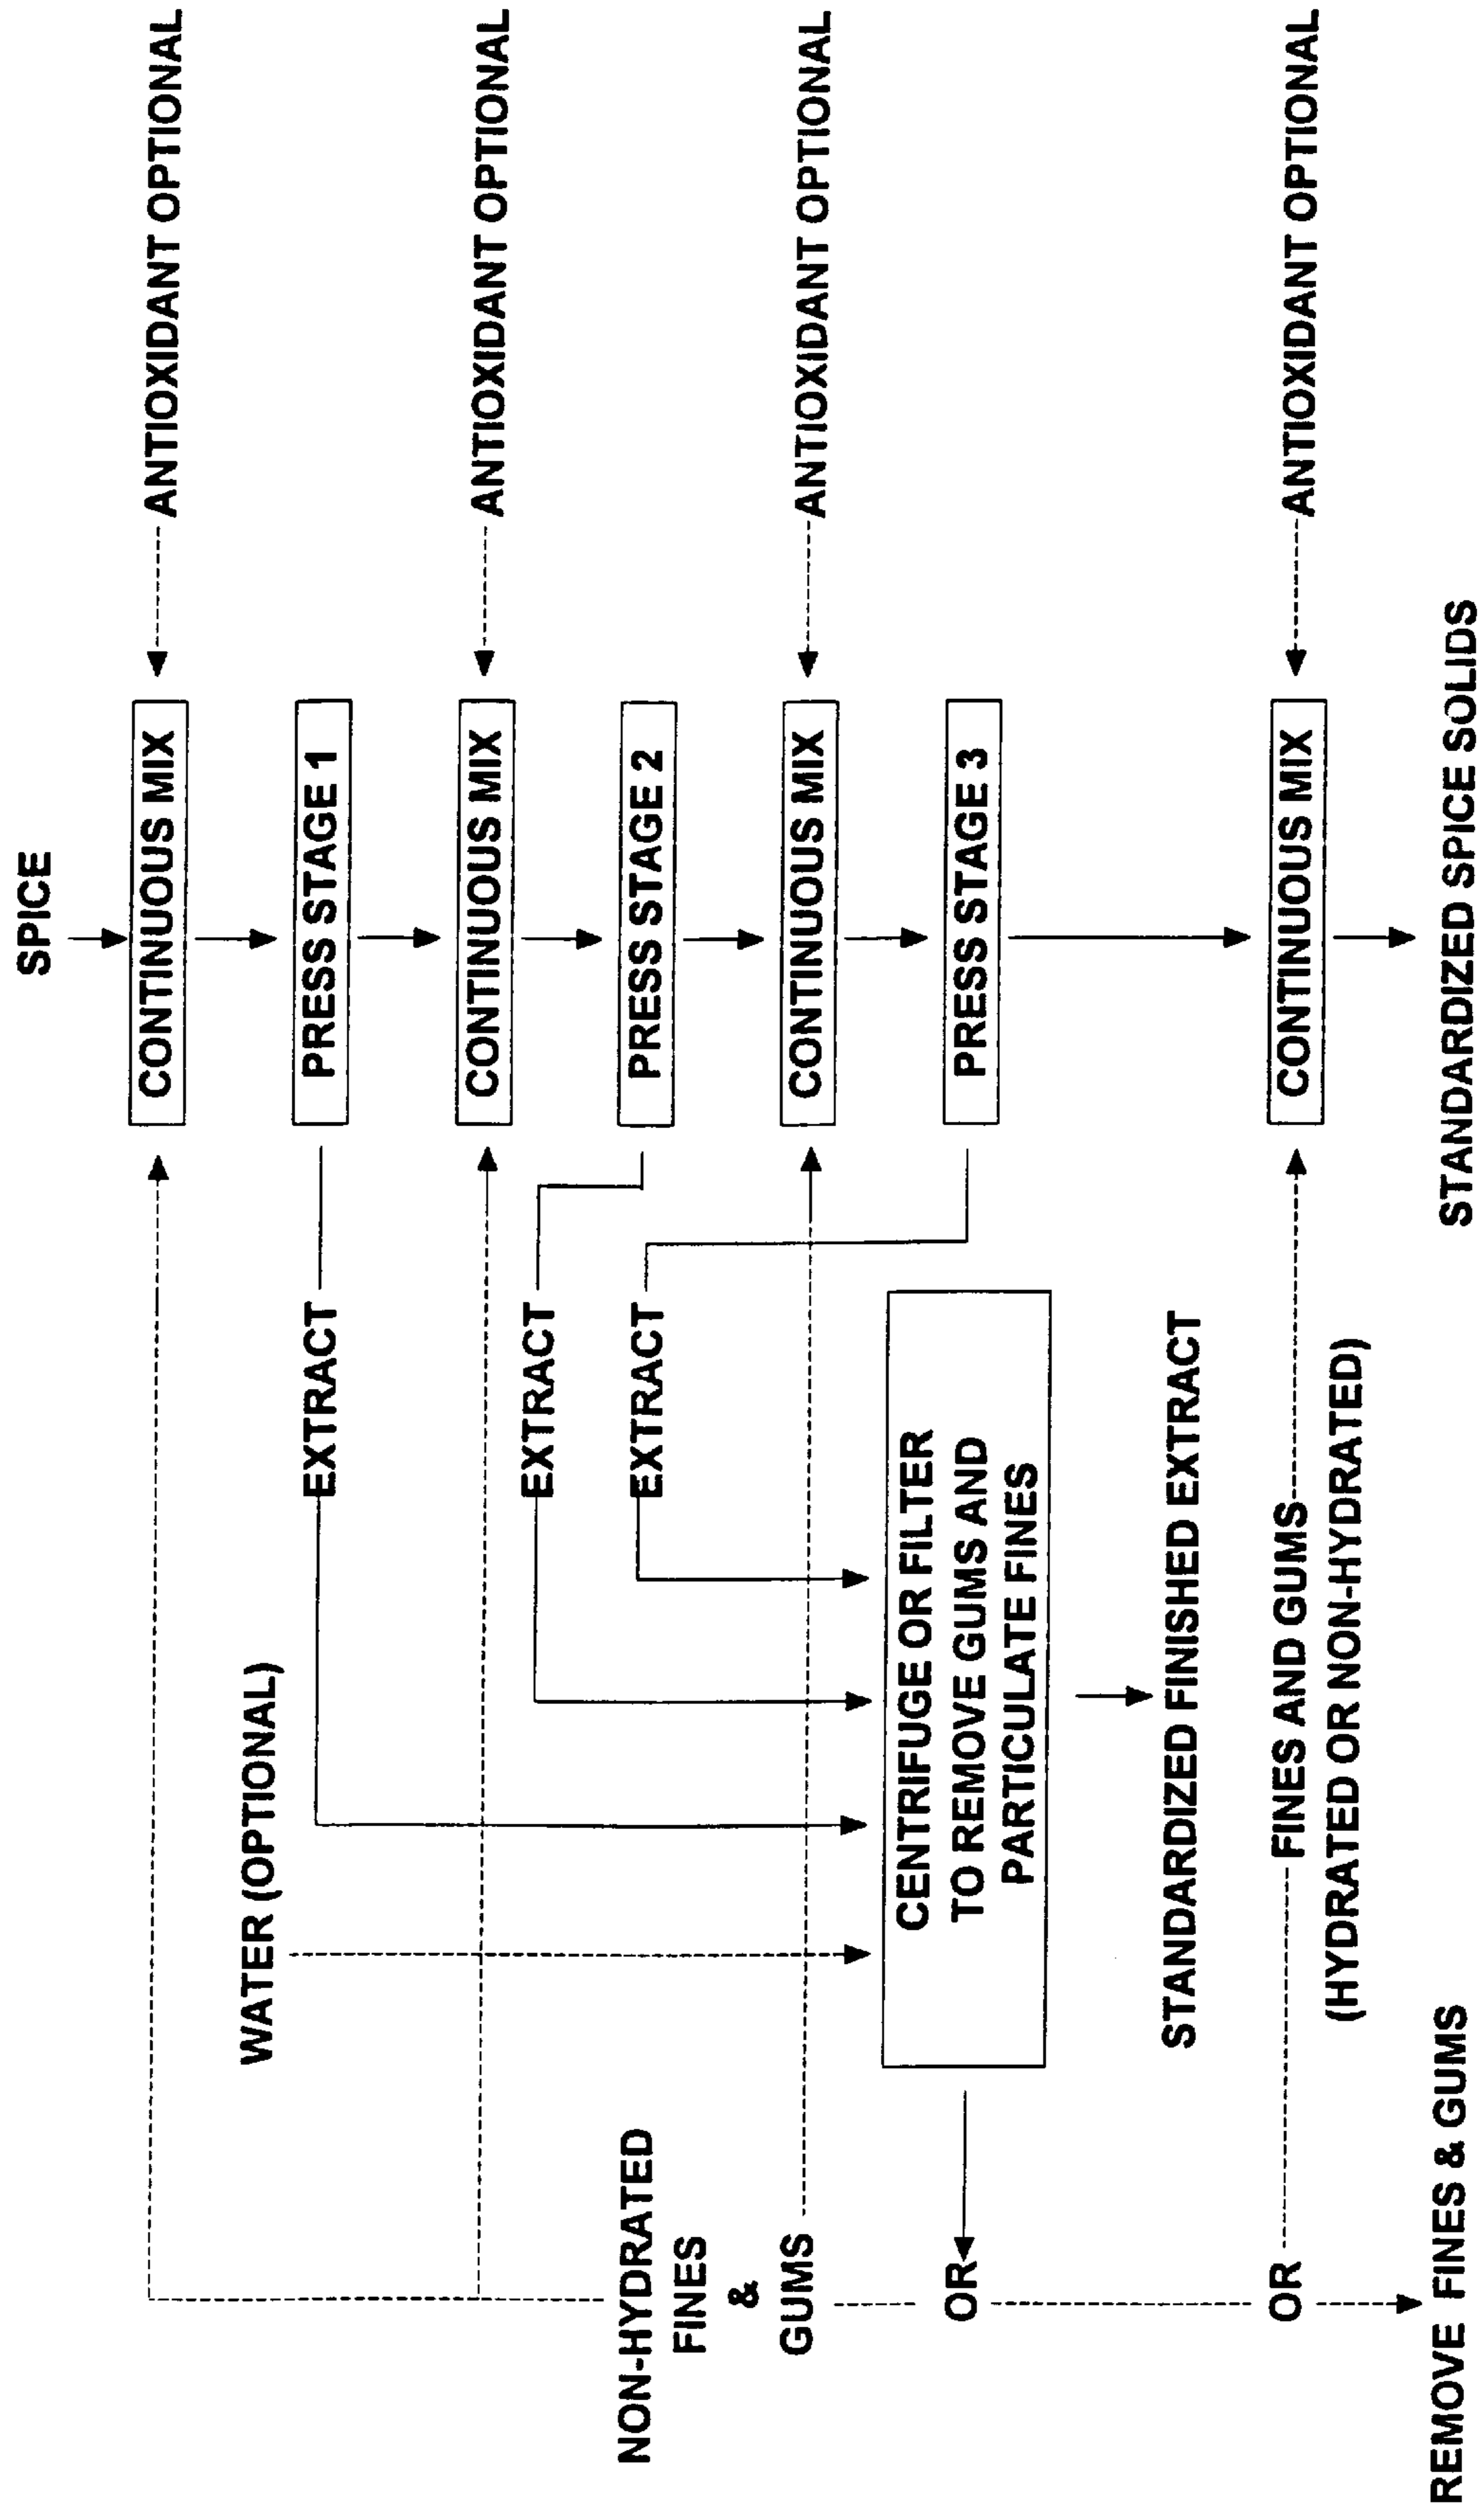 SPICE
CONTINUOUS MIX
ANTIOXIDANT OPTIONAL
WATER (OPTIONAL)
EXTRACT
PRESS STAGE 1
CONTINUOUS MIX
ANTIOXIDANT OPTIONAL
EXTRACT
NON-HYDRATED
FINES
&
GUMS
EXTRACT
PRESS STAGE 2
CONTINUOUS MIX
ANTIOXIDANT OPTIONAL
CENTRIFUGE OR FILTER
TO REMOVE GUMS AND
PARTICULATE FINES
OR
PRESS STAGE 3
STANDARDIZED FINISHED EXTRACT
OR
FINES AND GUMS
(HYDRATED OR NON-HYDRATED)
CONTINUOUS MIX
ANTIOXIDANT OPTIONAL
REMOVE FINES & GUMS
STANDARDIZED SPICE SOLIDS